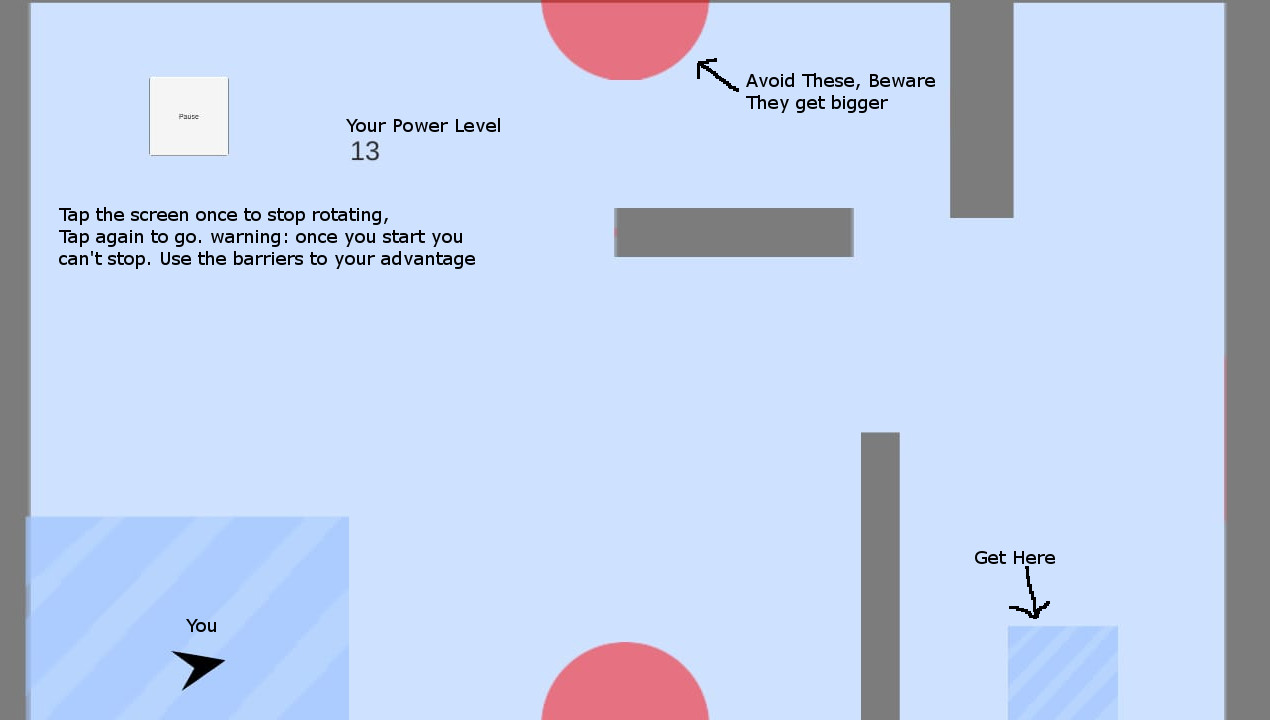 Avoid These, Beware
They get bigger
Pause
Your Power Level
13
Tap the screen once to stop rotating,
Tap again to go. warning: once you start you
can't stop. Use the barriers to your advantage
Get Here
You